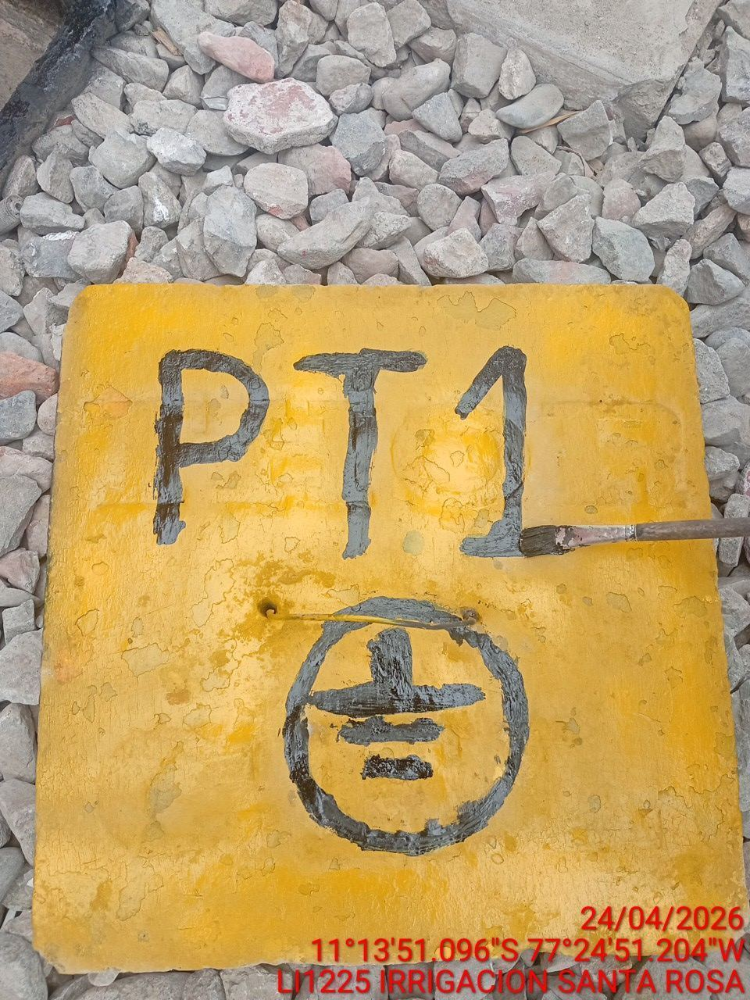 PT1
24/04/2026
11°13'51.096"S 77°24'51.204"W
LI1225 IRRIGACION SANTA ROSA